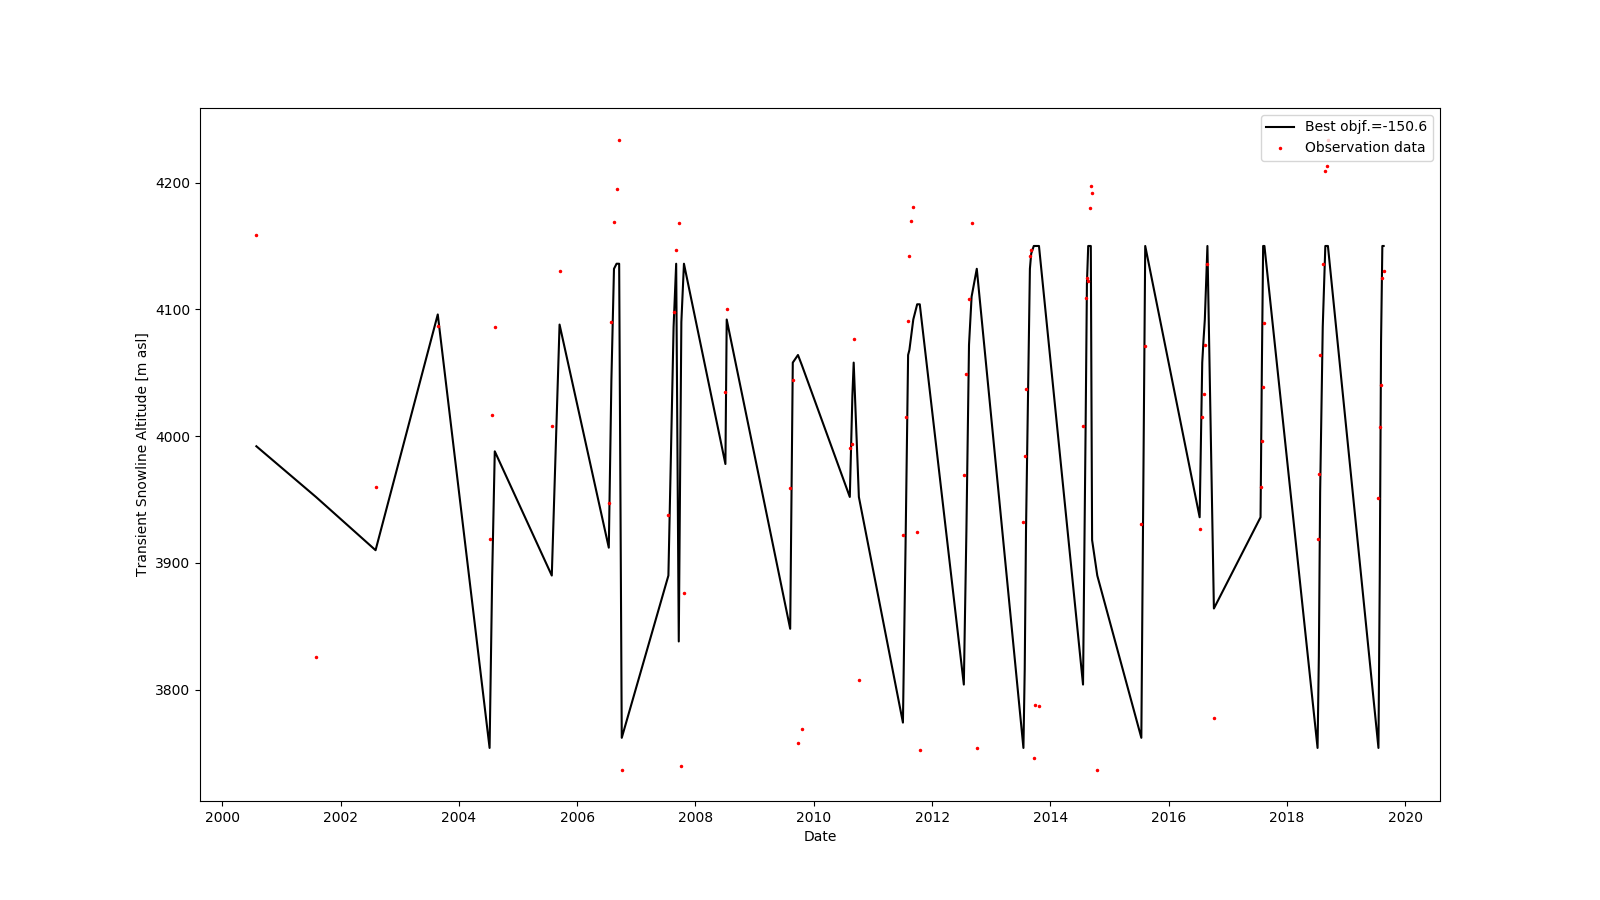 Best objf.=-150.6
Observation data
4200
4100
4000
3900
3800
Transient Snowline Altitude [m asl]
2000 2002 2004 2006 2008 2010 2012 2014 2016 2018 2020
Date